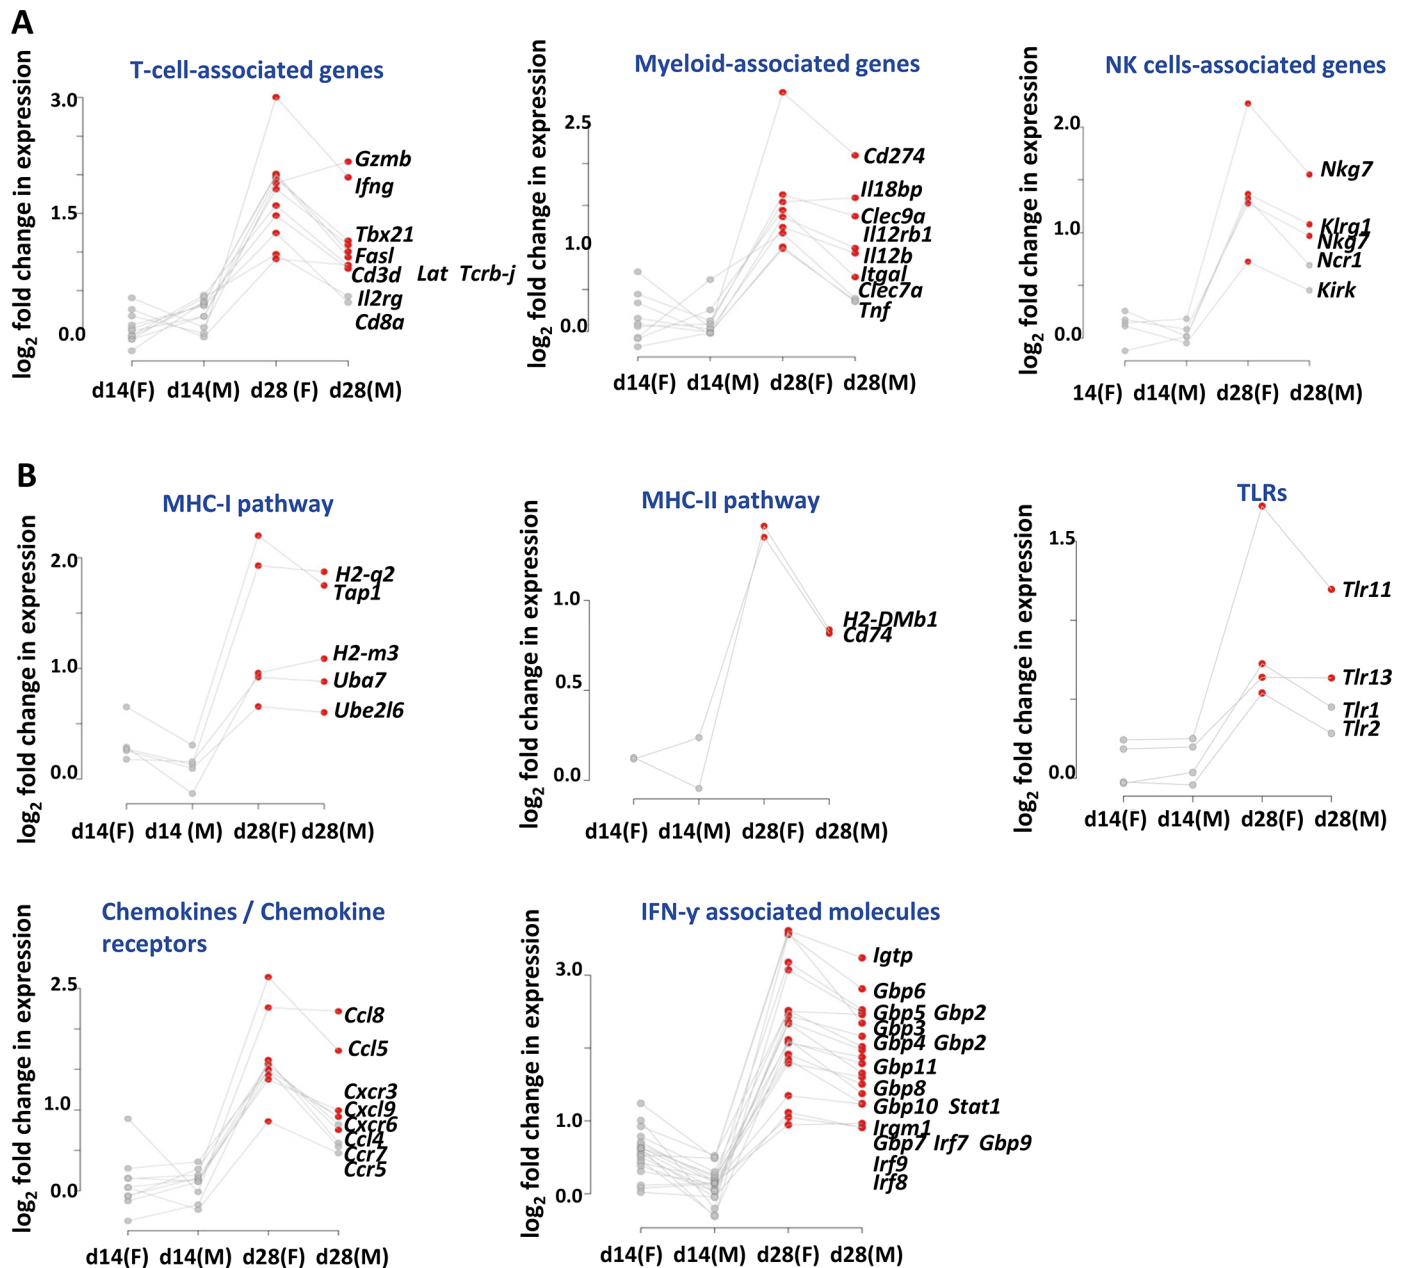 A
T-cell-associated genes
log2 fold change in expression
3.0
1.5
0.0
Gzmb
Ifng
Tbx21
Fasl
Cd3d Lat Tcrb-j
Il2rg
Cd8a
d14(F) d14(M) d28 (F) d28(M)
Myeloid-associated genes
log2 fold change in expression
2.5
1.0
0.0
Cd274
Il18bp
Clec9a
Il12rb1
Il12b
Itgal
Clec7a
Tnf
d14(F) d14(M) d28(F) d28(M)
NK cells-associated genes
log2 fold change in expression
2.0
1.0
0.0
Nkg7
Klrg1
Nkg7
Ncr1
Kirk
14(F) d14(M) d28(F) d28(M)
B
MHC-I pathway
log2 fold change in expression
2.0
1.0
0.0
H2-q2
Tap1
H2-m3
Uba7
Ube2l6
d14(F) d14 (M) d28(F) d28(M)
MHC-II pathway
log2 fold change in expression
1.0
0.5
0.0
H2-DMb1
Cd74
d14(F) d14(M) d28(F) d28(M)
TLRs
log2 fold change in expression
1.5
0.0
Tlr11
Tlr13
Tlr1
Tlr2
d14(F) d14(M) d28(F) d28(M)
Chemokines / Chemokine
receptors
log2 fold change in expression
2.5
1.0
0.0
Ccl8
Ccl5
Cxcr3
Cxcl9
Cxcr6
Ccl4
Ccr7
Ccr5
d14(F) d14(M) d28(F) d28(M)
IFN-γ associated molecules
log2 fold change in expression
3.0
1.0
0.0
Igtp
Gbp6
Gbp5 Gbp2
Gbp3
Gbp4 Gbp2
Gbp11
Gbp8
Gbp10 Stat1
Irgm1
Gbp7 Irf7 Gbp9
Irf9
Irf8
d14(F) d14(M) d28(F) d28(M)